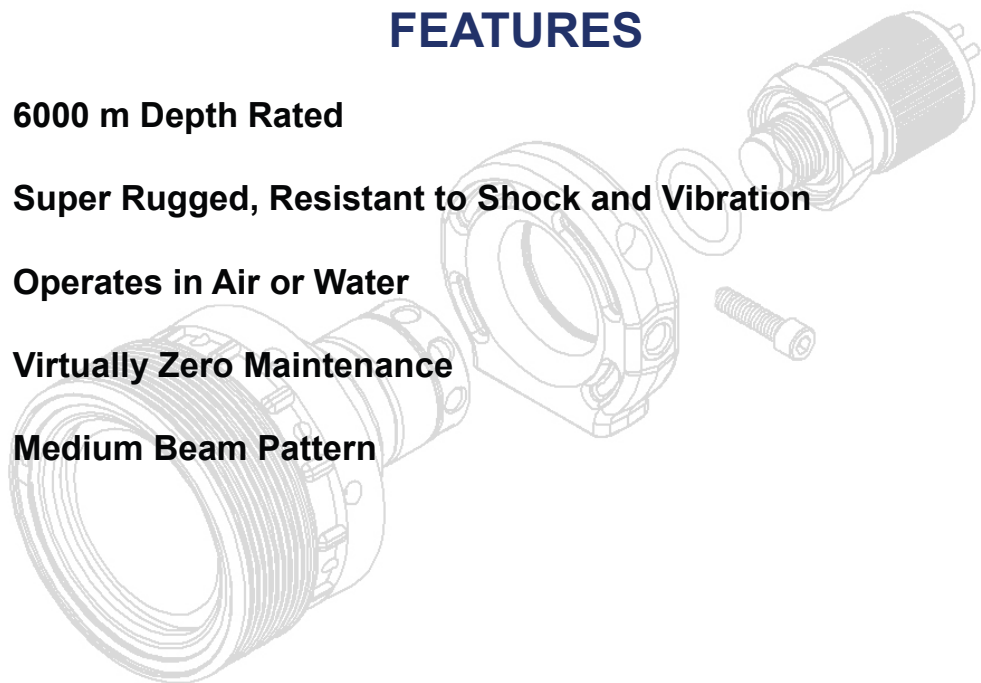 FEATURES
6000 m Depth Rated
Super Rugged, Resistant to Shock and Vibration
Operates in Air or Water
Virtually Zero Maintenance
Medium Beam Pattern